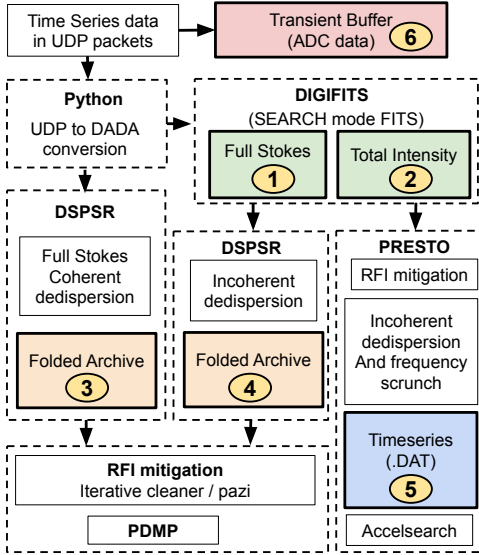 Time Series data
in UDP packets
Transient Buffer
(ADC data)
6
Python
UDP to DADA
conversion
DIGIFITS
(SEARCH mode FITS)
Full Stokes
1
Total Intensity
2
DSPSR
Full Stokes
Coherent
dedispersion
Folded Archive
3
DSPSR
Incoherent
dedispersion
Folded Archive
4
PRESTO
RFI mitigation
Incoherent
dedispersion
And frequency
scrunch
Timeseries
(.DAT)
5
Accelsearch
RFI mitigation
Iterative cleaner / pazi
PDMP